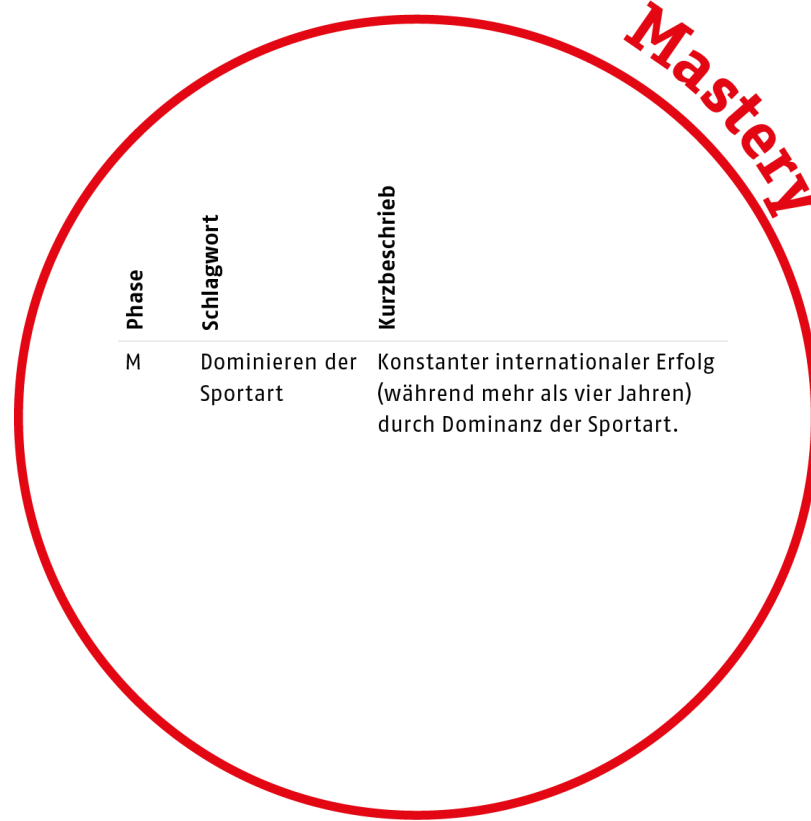 Mastery
Phase
Schlagwort
Kurzbeschrieb
M
Dominieren der
Sportart
Konstanter internationaler Erfolg
(während mehr als vier Jahren)
durch Dominanz der Sportart.